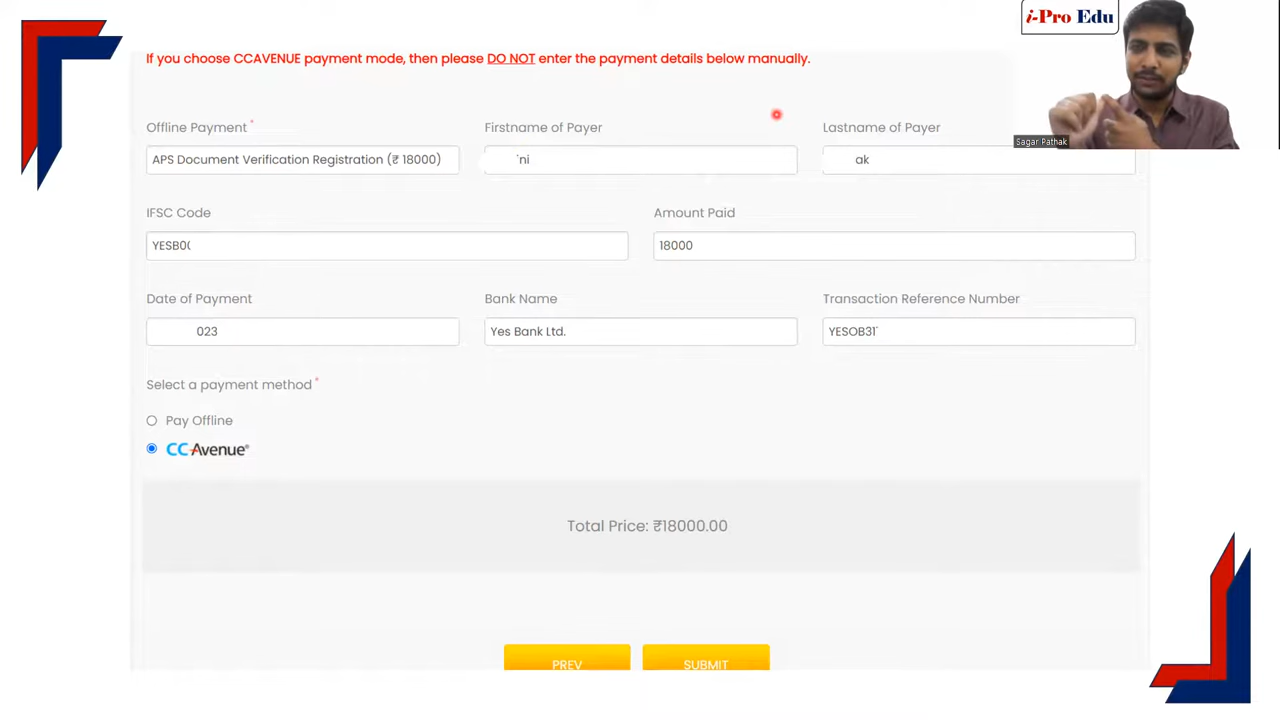 i-Pro Edu
Sagar Pathak
If you choose CCAVENUE payment mode, then please DO NOT enter the payment details below manually.
Offline Payment *
Firstname of Payer
Lastname of Payer
APS Document Verification Registration (₹ 18000)
ni
ak
IFSC Code
Amount Paid
YESB00
18000
Date of Payment
Bank Name
Transaction Reference Number
023
Yes Bank Ltd.
YESOB31
Select a payment method *
Pay Offline
CCAvenue®
Total Price: ₹18000.00
PREV
SUBMIT